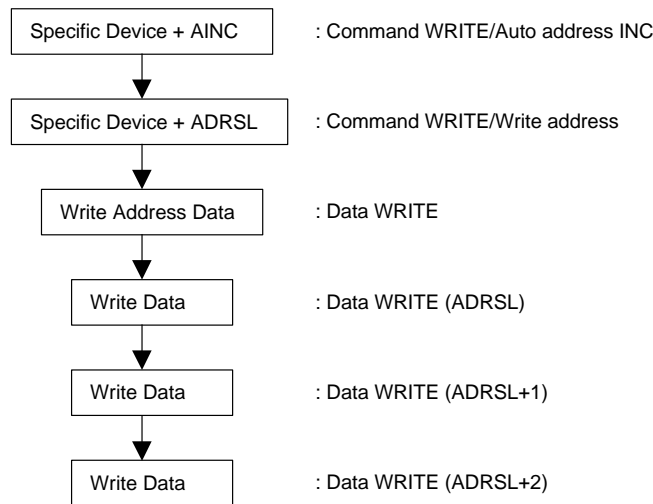 Specific Device + AINC : Command WRITE/Auto address INC
Specific Device + ADRSL : Command WRITE/Write address
Write Address Data : Data WRITE
Write Data : Data WRITE (ADRSL)
Write Data : Data WRITE (ADRSL+1)
Write Data : Data WRITE (ADRSL+2)